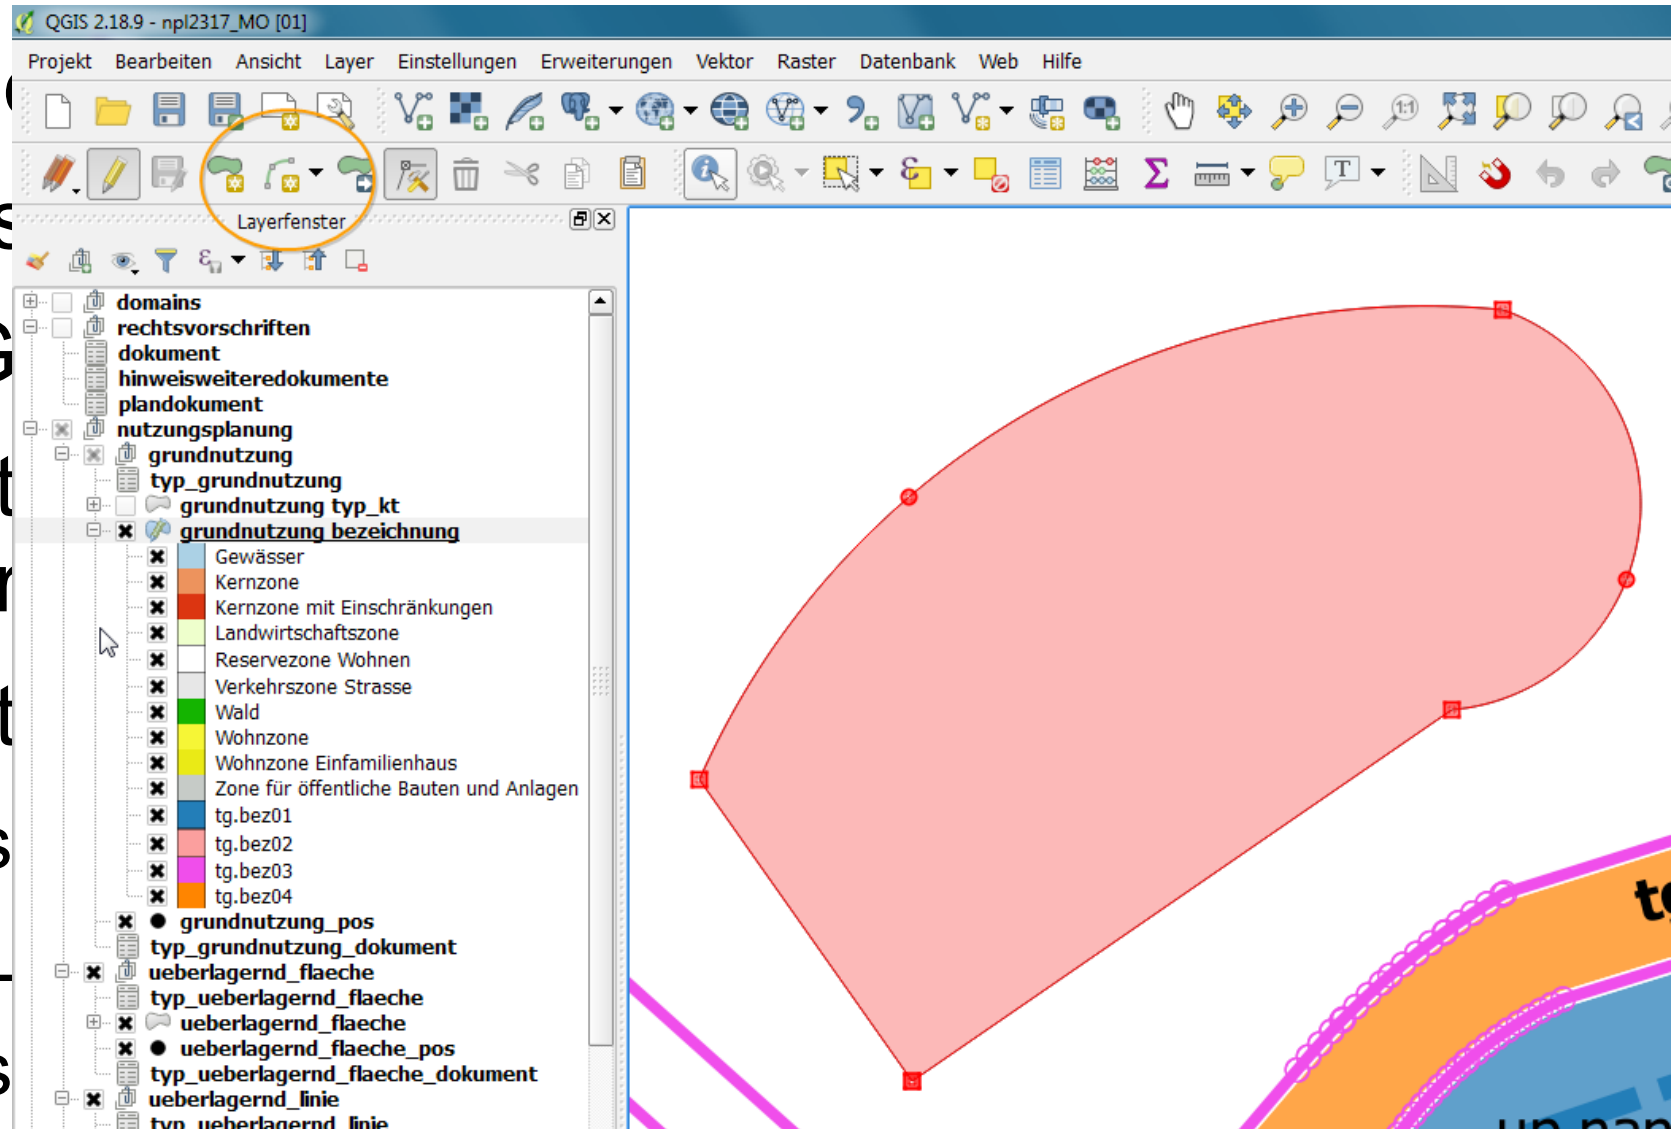 QGIS 2.18.9 - npl2317_MO [01]
Projekt Bearbeiten Ansicht Layer Einstellungen Erweiterungen Vektor Raster Datenbank Web Hilfe
1:1
T
Layerfenster
domains
rechtsvorschriften
dokument
hinweisweiteredokumente
plandokument
nutzungsplanung
grundnutzung
typ_grundnutzung
grundnutzung typ_kt
grundnutzung bezeichnung
Gewässer
Kernzone
Kernzone mit Einschränkungen
Landwirtschaftszone
Reservezone Wohnen
Verkehrszone Strasse
Wald
Wohnzone
Wohnzone Einfamilienhaus
Zone für öffentliche Bauten und Anlagen
tg.bez01
tg.bez02
tg.bez03
tg.bez04
grundnutzung_pos
typ_grundnutzung_dokument
ueberlagernd_flaeche
typ_ueberlagernd_flaeche
ueberlagernd_flaeche
ueberlagernd_flaeche_pos
typ_ueberlagernd_flaeche_dokument
ueberlagernd_linie
typ_ueberlagernd_linie